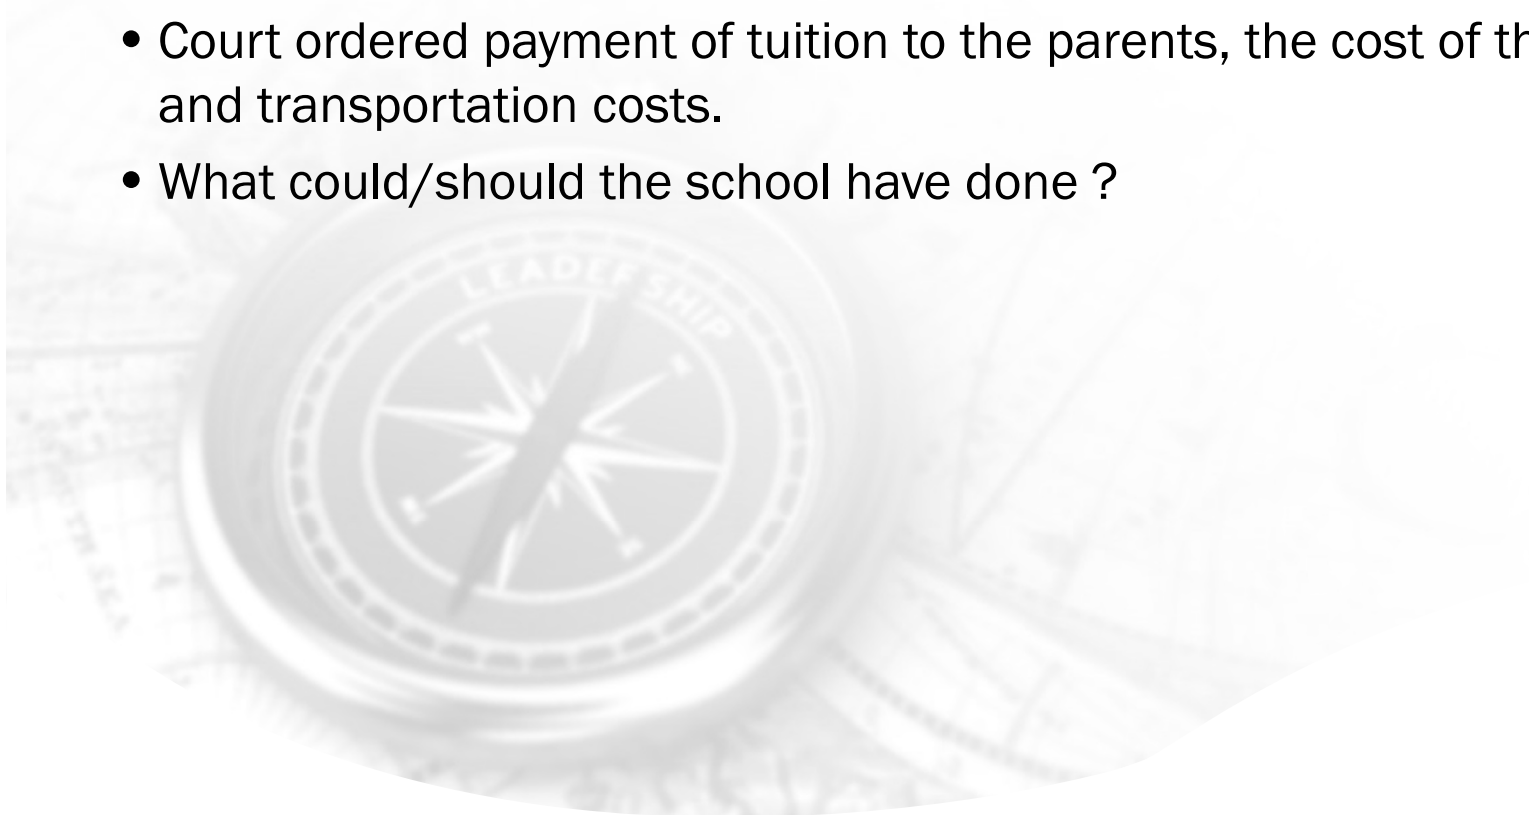 • Court ordered payment of tuition to the parents, the cost of
and transportation costs.
• What could/should the school have done ?
LEADERSHIP